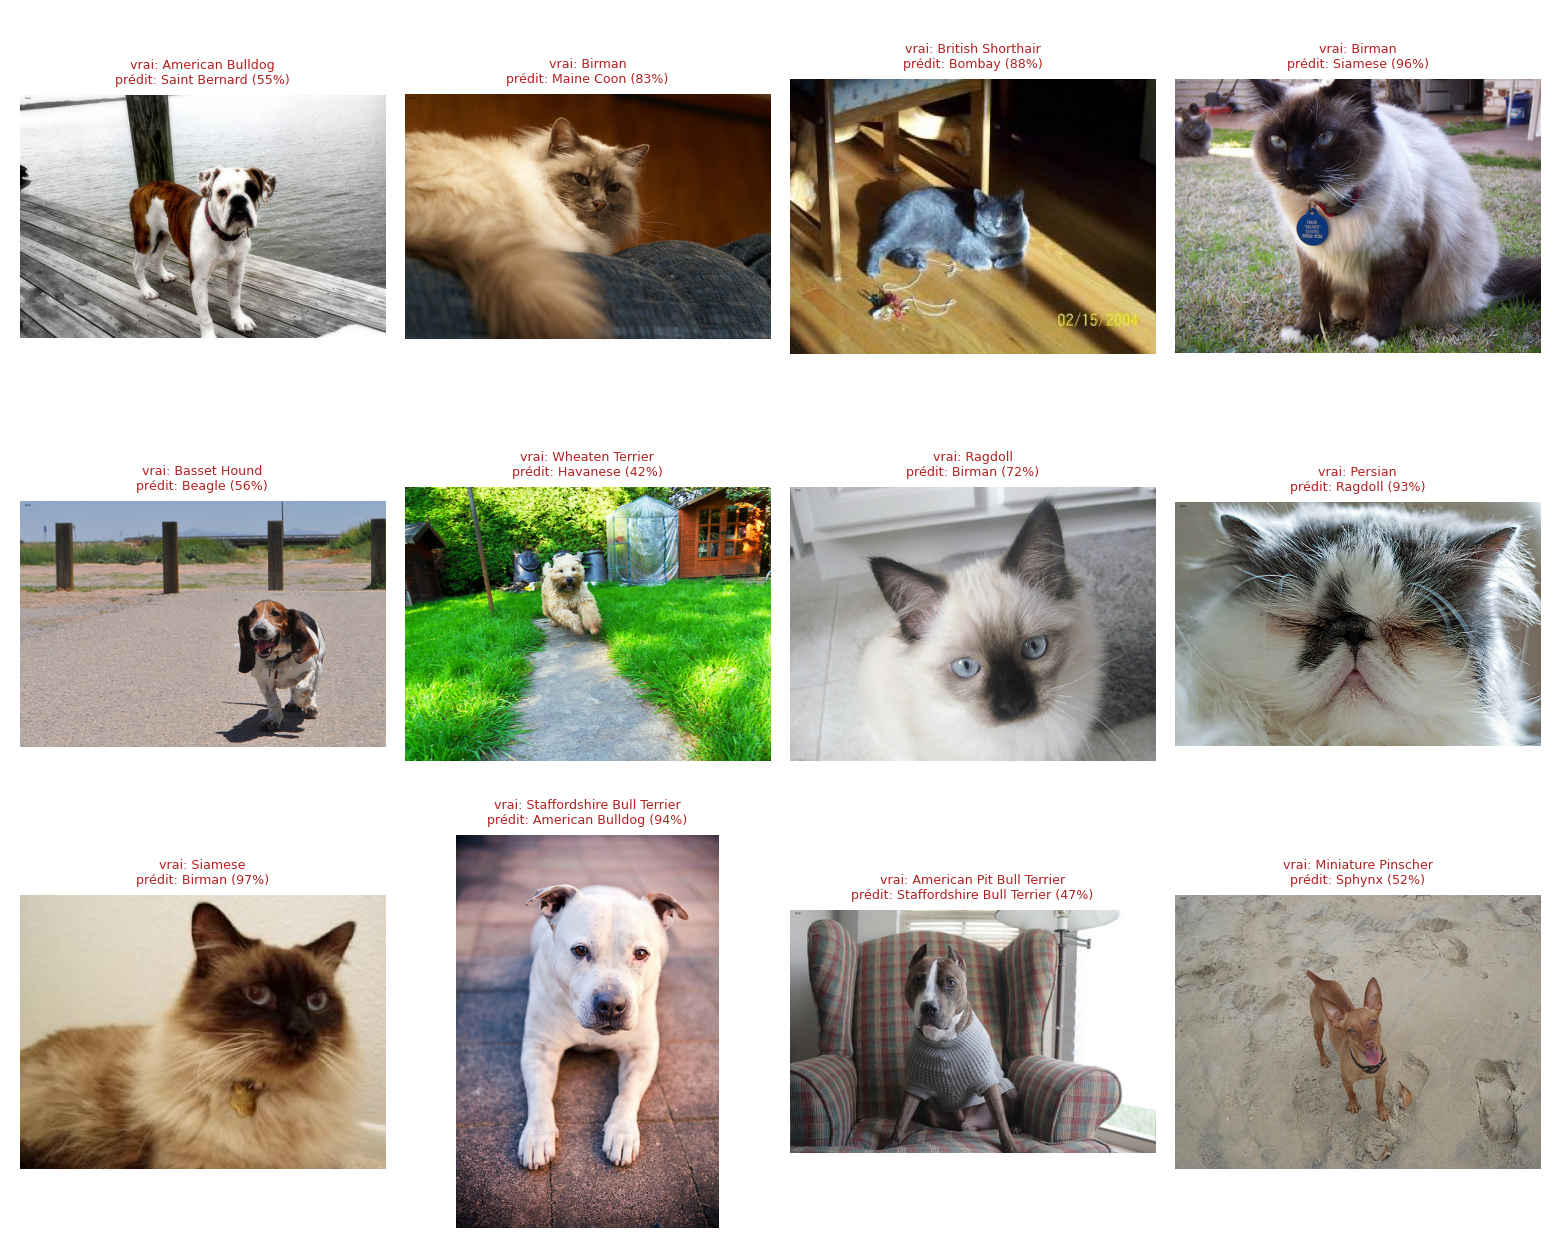 vrai: American Bulldog
prédit: Saint Bernard (55%)
vrai: Birman
prédit: Maine Coon (83%)
vrai: British Shorthair
prédit: Bombay (88%)
vrai: Birman
prédit: Siamese (96%)
02/15/2004
vrai: Basset Hound
prédit: Beagle (56%)
vrai: Wheaten Terrier
prédit: Havanese (42%)
vrai: Ragdoll
prédit: Birman (72%)
vrai: Persian
prédit: Ragdoll (93%)
vrai: Siamese
prédit: Birman (97%)
vrai: Staffordshire Bull Terrier
prédit: American Bulldog (94%)
vrai: American Pit Bull Terrier
prédit: Staffordshire Bull Terrier (47%)
vrai: Miniature Pinscher
prédit: Sphynx (52%)